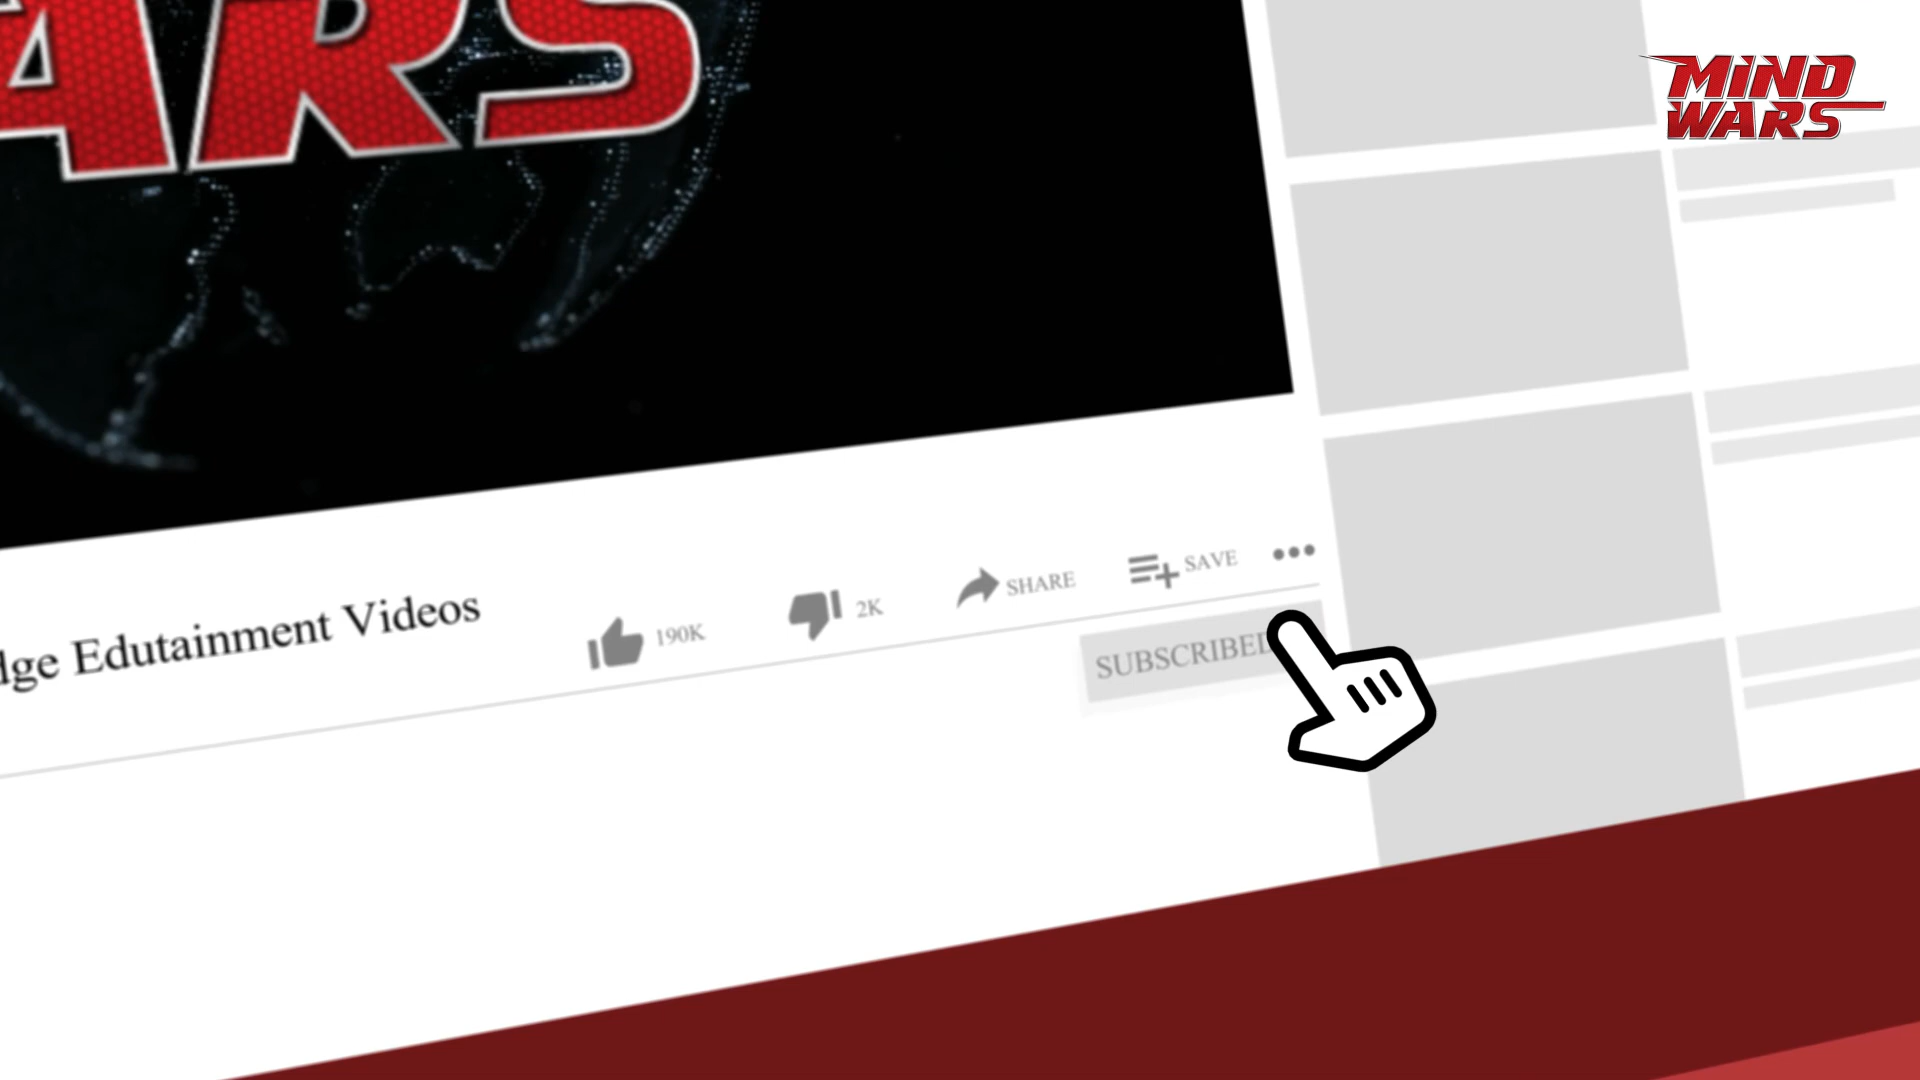 ARS
MIND
WARS
dge Edutainment Videos
190K
2K
SHARE
SAVE
SUBSCRIBED